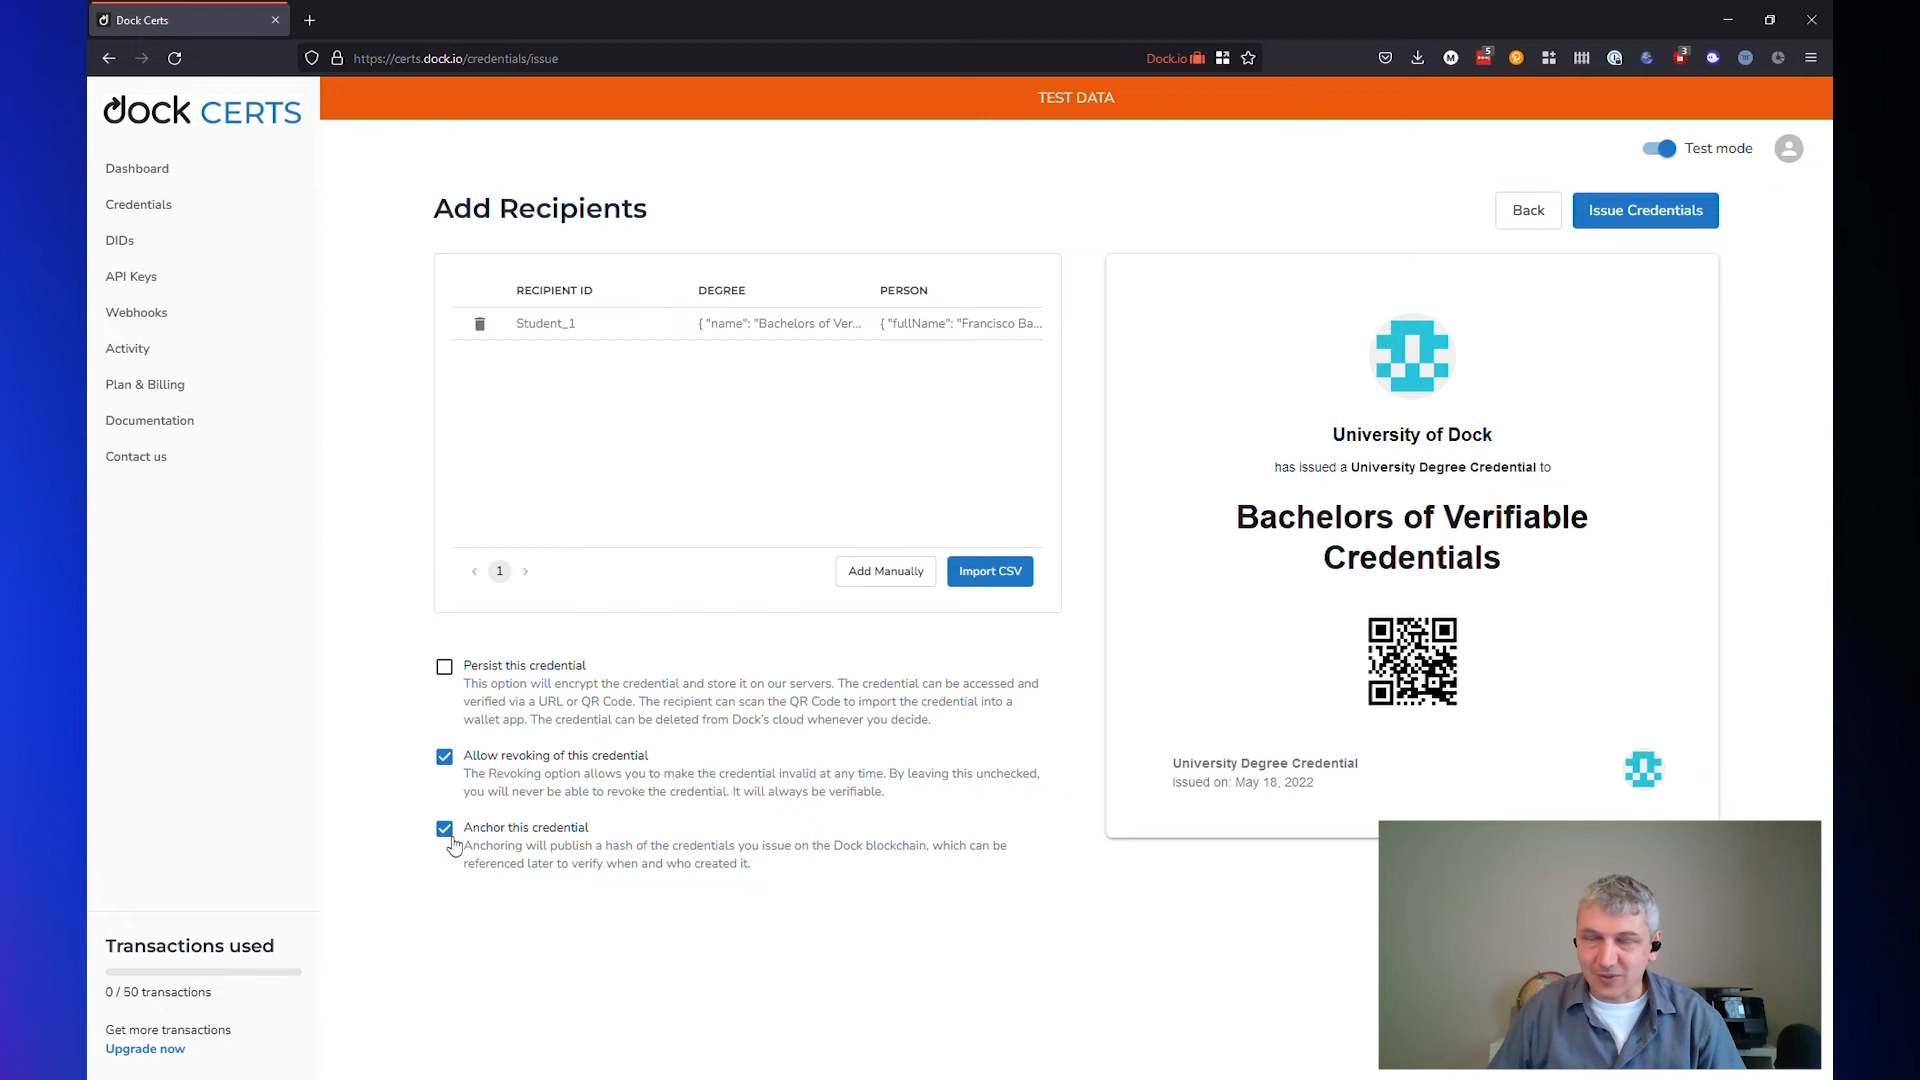 Dock Certs
https://certs.dock.io/credentials/issue
Dock.io
5
3
dock CERTS
TEST DATA
Test mode
Dashboard
Credentials
DIDs
API Keys
Webhooks
Activity
Plan & Billing
Documentation
Contact us
Transactions used
0 / 50 transactions
Get more transactions
Upgrade now
Add Recipients
Back
Issue Credentials
RECIPIENT ID DEGREE PERSON
Student_1 { "name": "Bachelors of Ver... { "fullName": "Francisco Ba...
1
Add Manually
Import CSV
Persist this credential
This option will encrypt the credential and store it on our servers. The credential can be accessed and
verified via a URL or QR Code. The recipient can scan the QR Code to import the credential into a
wallet app. The credential can be deleted from Dock's cloud whenever you decide.
Allow revoking of this credential
The Revoking option allows you to make the credential invalid at any time. By leaving this unchecked,
you will never be able to revoke the credential. It will always be verifiable.
Anchor this credential
Anchoring will publish a hash of the credentials you issue on the Dock blockchain, which can be
referenced later to verify when and who created it.
University of Dock
has issued a University Degree Credential to
Bachelors of Verifiable
Credentials
University Degree Credential
Issued on: May 18, 2022